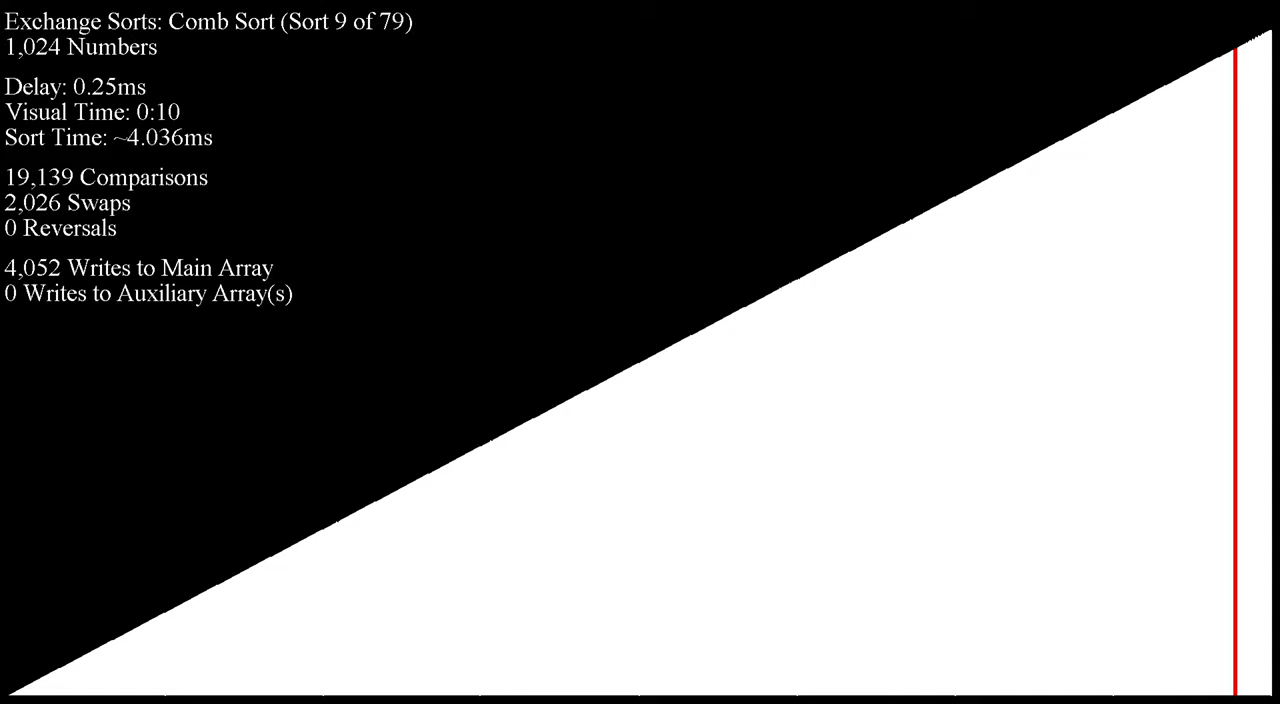 Exchange Sorts: Comb Sort (Sort 9 of 79)
1,024 Numbers
Delay: 0.25ms
Visual Time: 0:10
Sort Time: ~4.036ms
19,139 Comparisons
2,026 Swaps
0 Reversals
4,052 Writes to Main Array
0 Writes to Auxiliary Array(s)